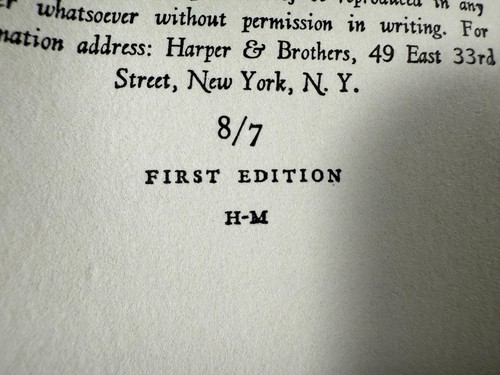 whatsoever without permission in writing. For
address: Harper & Brothers, 49 East 33rd
Street, New York, N. Y.
8/7
FIRST EDITION
H-M